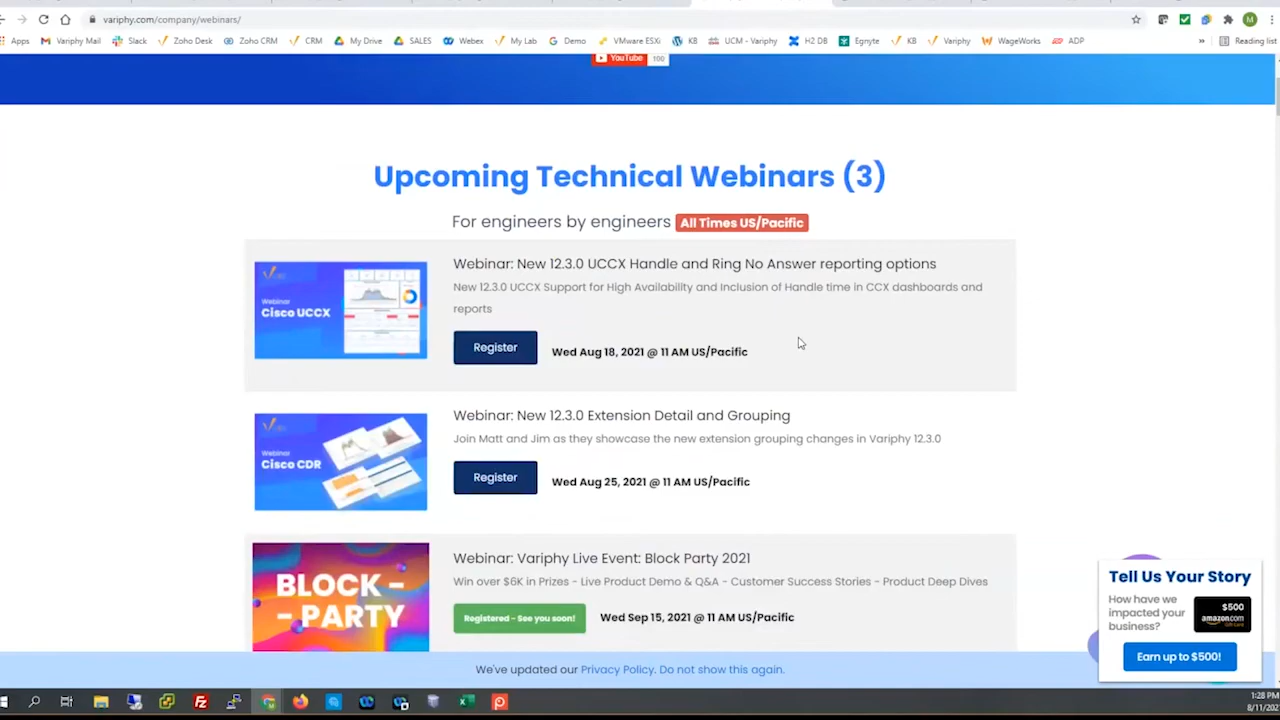 variphy.com/company/webinars/
M
Apps
Variphy Mail
Slack
Zoho Desk
Zoho CRM
CRM
My Drive
SALES
Webex
My Lab
Demo
VMware ESXi
KB
UCM - Variphy
H2 DB
Egnyte
KB
Variphy
WageWorks
ADP
»
Reading list
YouTube
100
Upcoming Technical Webinars (3)
For engineers by engineers All Times US/Pacific
Webinar
Cisco UCCX
Webinar: New 12.3.0 UCCX Handle and Ring No Answer reporting options
New 12.3.0 UCCX Support for High Availability and Inclusion of Handle time in CCX dashboards and
reports
Register
Wed Aug 18, 2021 @ 11 AM US/Pacific
Webinar
Cisco CDR
Webinar: New 12.3.0 Extension Detail and Grouping
Join Matt and Jim as they showcase the new extension grouping changes in Variphy 12.3.0
Register
Wed Aug 25, 2021 @ 11 AM US/Pacific
BLOCK -
- PARTY
Webinar: Variphy Live Event: Block Party 2021
Win over $6K in Prizes - Live Product Demo & Q&A - Customer Success Stories - Product Deep Dives
Registered - See you soon!
Wed Sep 15, 2021 @ 11 AM US/Pacific
Tell Us Your Story
How have we
impacted your
business?
$500
amazon.com
Earn up to $500!
We've updated our Privacy Policy. Do not show this again.
1:28 PM
8/11/202